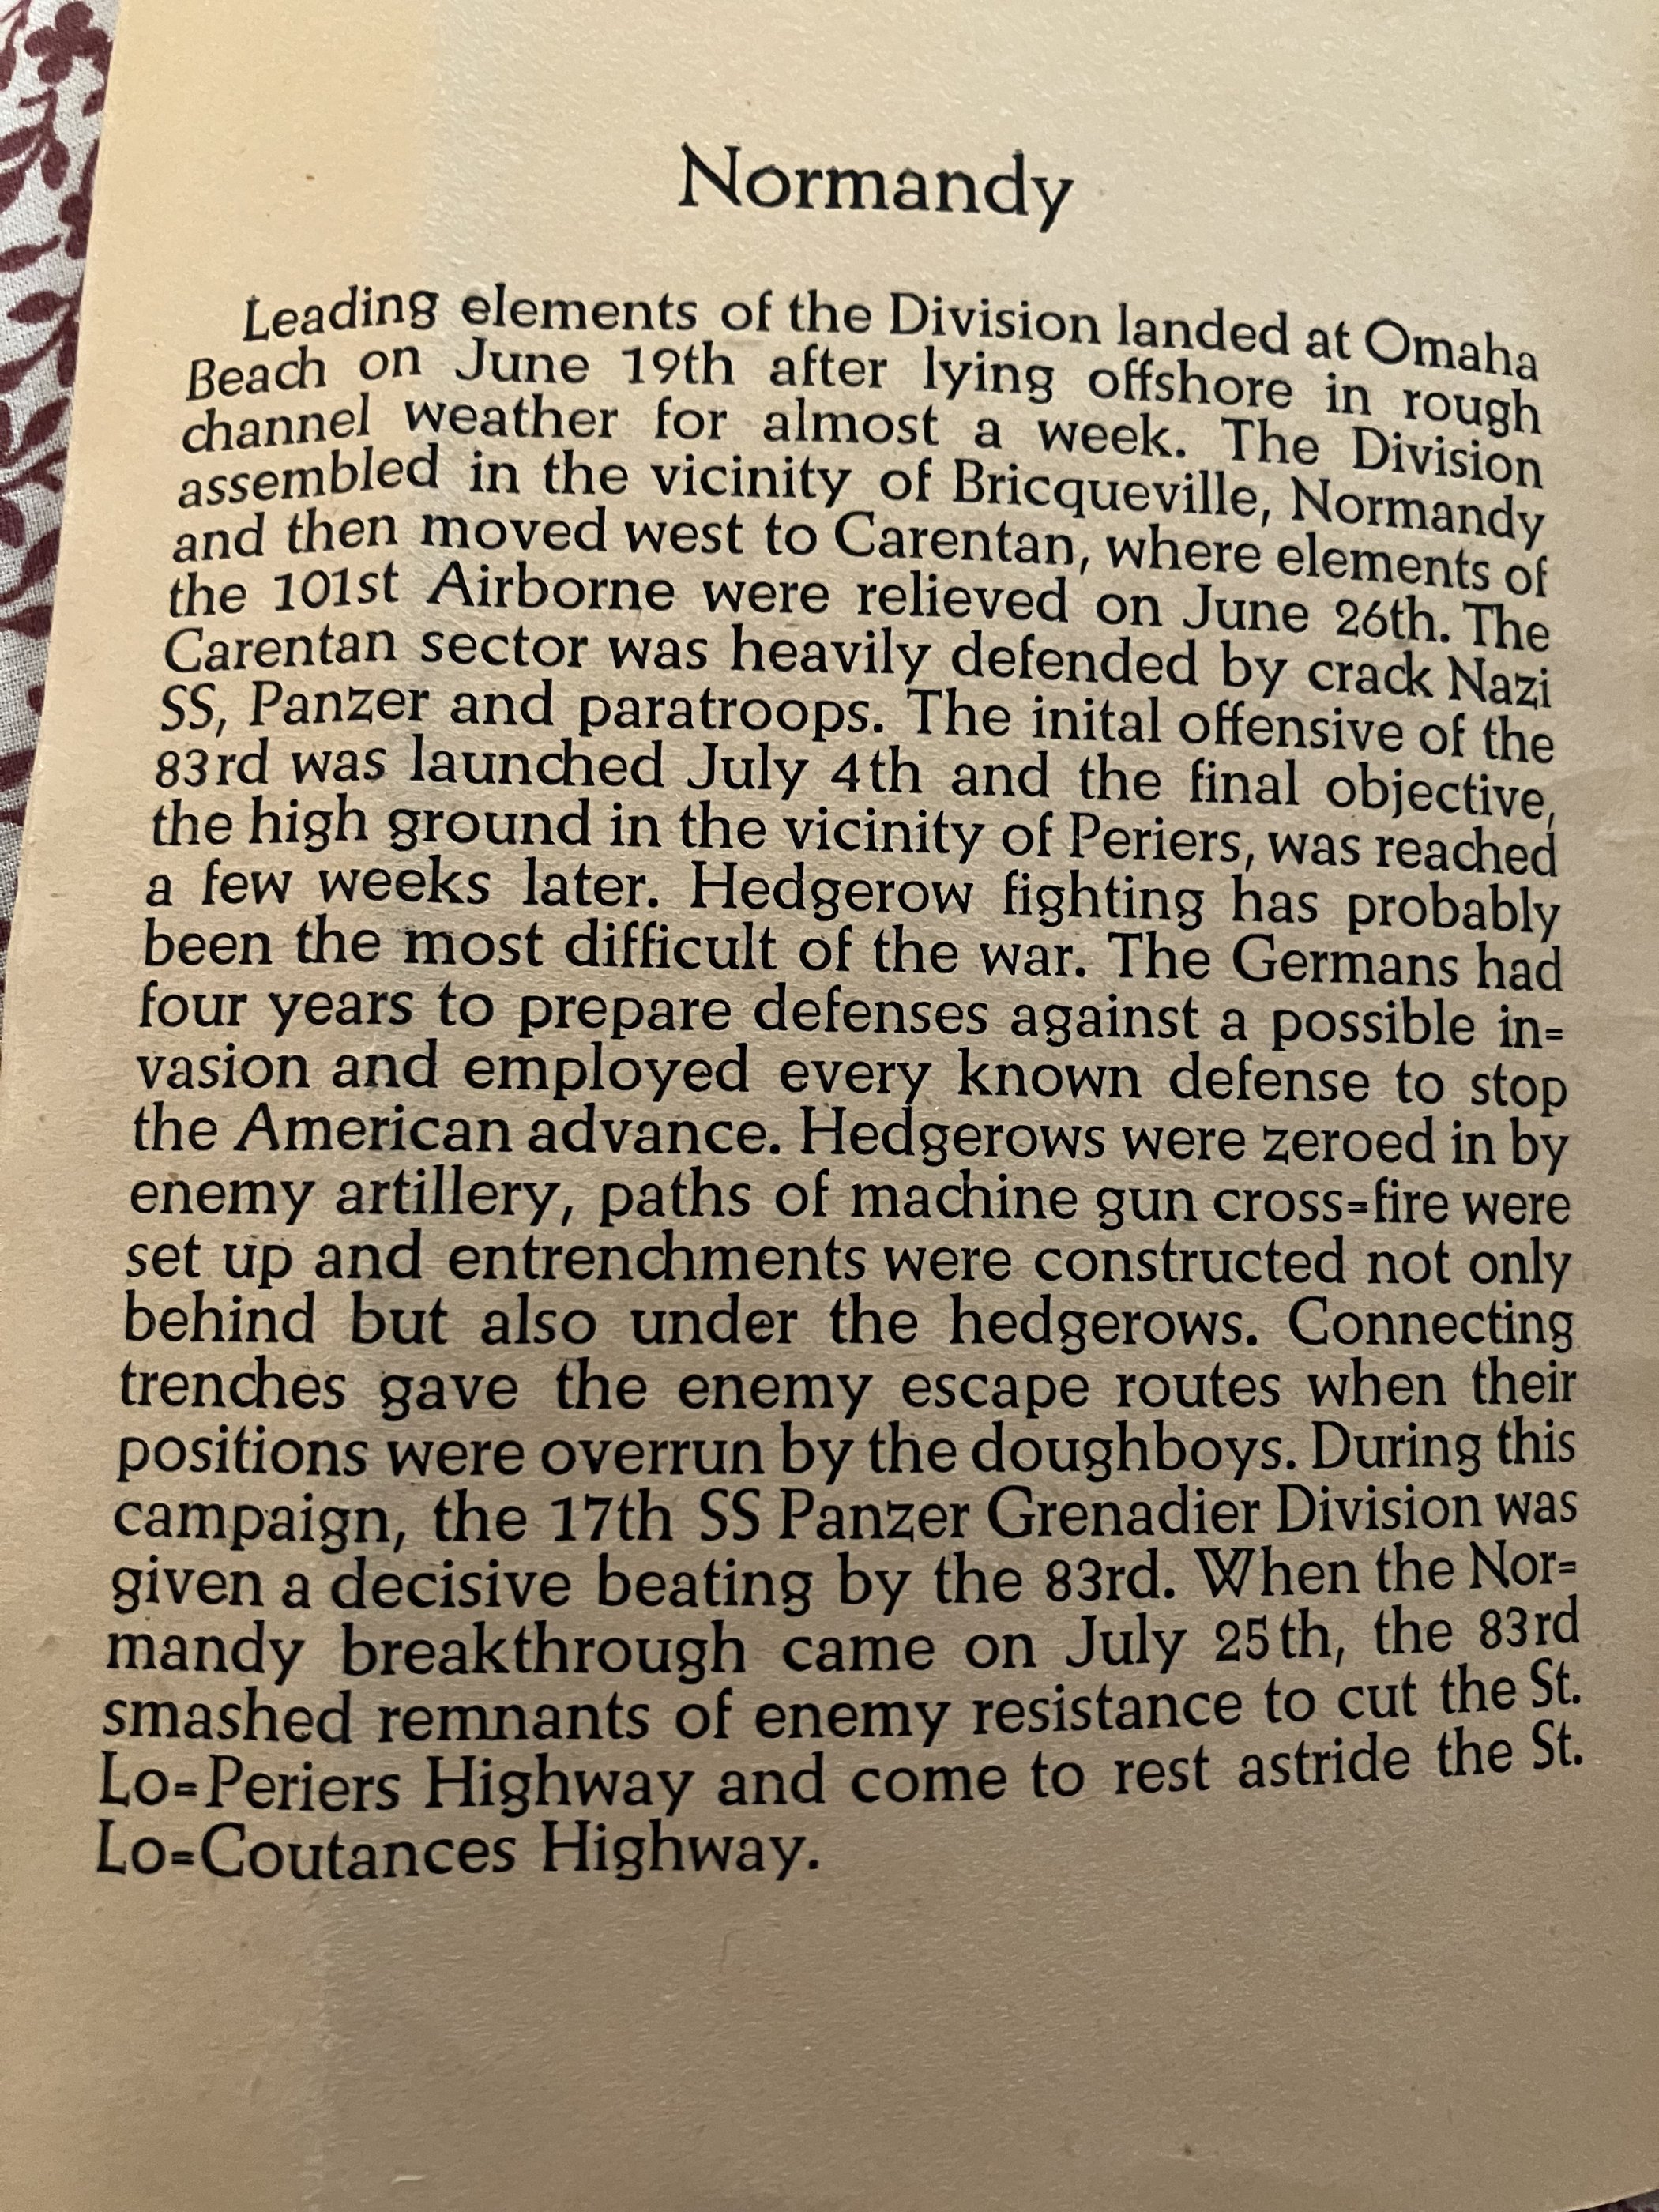 Normandy
Leading elements of the Division landed at Omaha
Beach on June 19th after lying offshore in rough
channel weather for almost a week. The Division
assembled in the vicinity of Bricqueville, Normandy
and then moved west to Carentan, where elements of
the 101st Airborne were relieved on June 26th. The
Carentan sector was heavily defended by crack Nazi
SS, Panzer and paratroops. The inital offensive of the
83rd was launched July 4th and the final objective,
the high ground in the vicinity of Periers, was reached
a few weeks later. Hedgerow fighting has probably
been the most difficult of the war. The Germans had
four years to prepare defenses against a possible in=
vasion and employed every known defense to stop
the American advance. Hedgerows were zeroed in by
enemy artillery, paths of machine gun cross=fire were
set up and entrenchments were constructed not only
behind but also under the hedgerows. Connecting
trenches gave the enemy escape routes when their
positions were overrun by the doughboys. During this
campaign, the 17th SS Panzer Grenadier Division was
given a decisive beating by the 83rd. When the Nor=
mandy breakthrough came on July 25th, the 83rd
smashed remnants of enemy resistance to cut the St.
Lo=Periers Highway and come to rest astride the St.
Lo=Coutances Highway.